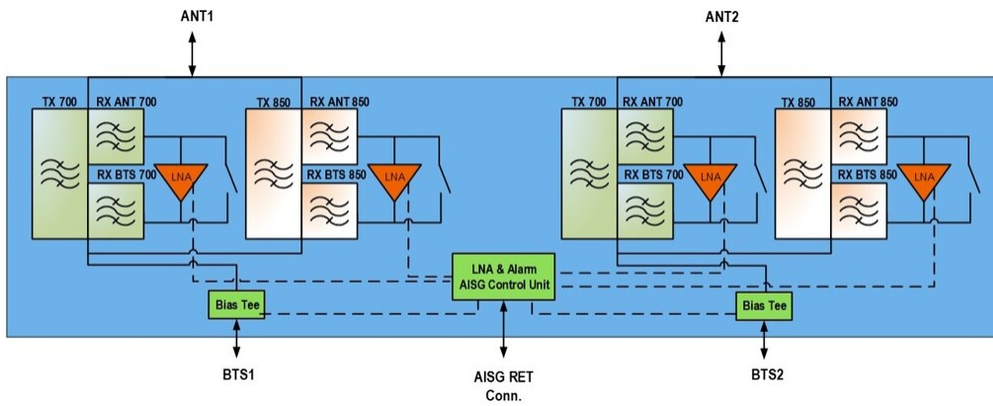 ANT1
ANT2
TX 700
RX ANT 700
TX 850
RX ANT 850
TX 700
RX ANT 700
TX 850
RX ANT 850
LNA
RX BTS 700
LNA
RX BTS 850
LNA
RX BTS 700
LNA
RX BTS 850
LNA & Alarm
AISG Control Unit
Bias Tee
Bias Tee
BTS1
AISG RET
Conn.
BTS2